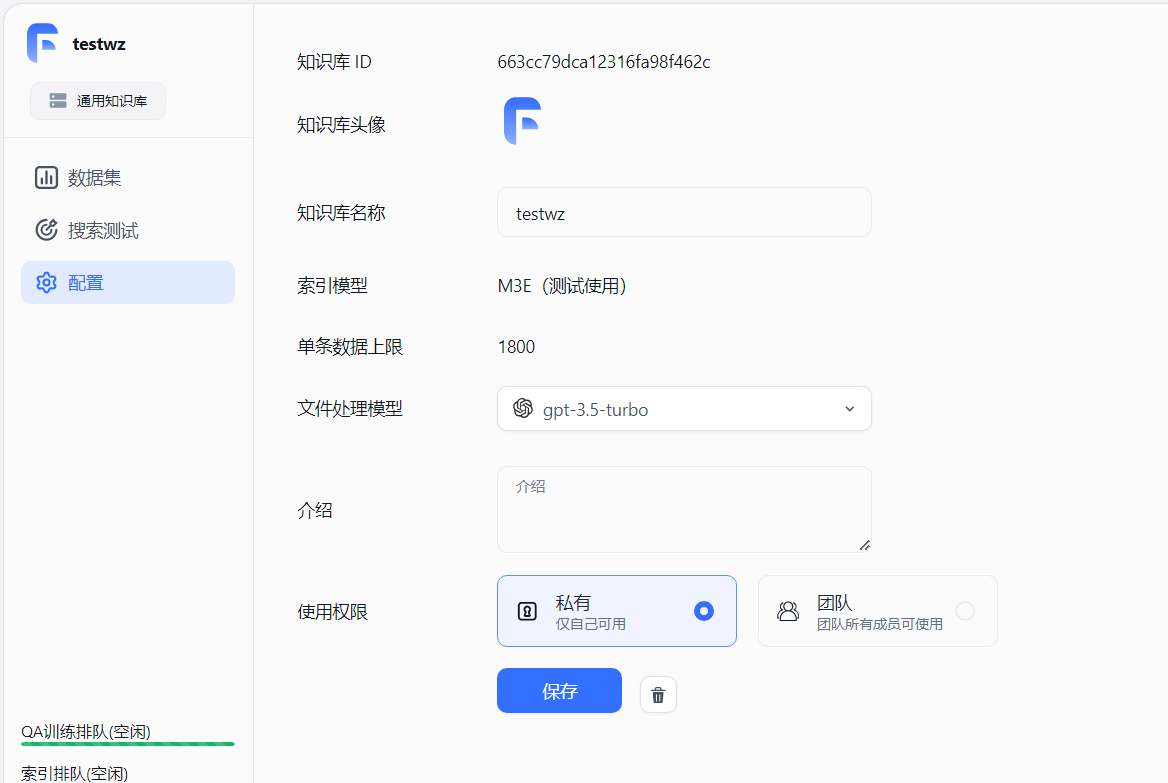 testwz
通用知识库
数据集
搜索测试
配置
QA训练排队(空闲)
索引排队(空闲)
知识库 ID
663cc79dca12316fa98f462c
知识库头像
知识库名称
testwz
索引模型
M3E（测试使用）
单条数据上限
1800
文件处理模型
gpt-3.5-turbo
介绍
介绍
使用权限
私有
仅自己可用
团队
团队所有成员可使用
保存